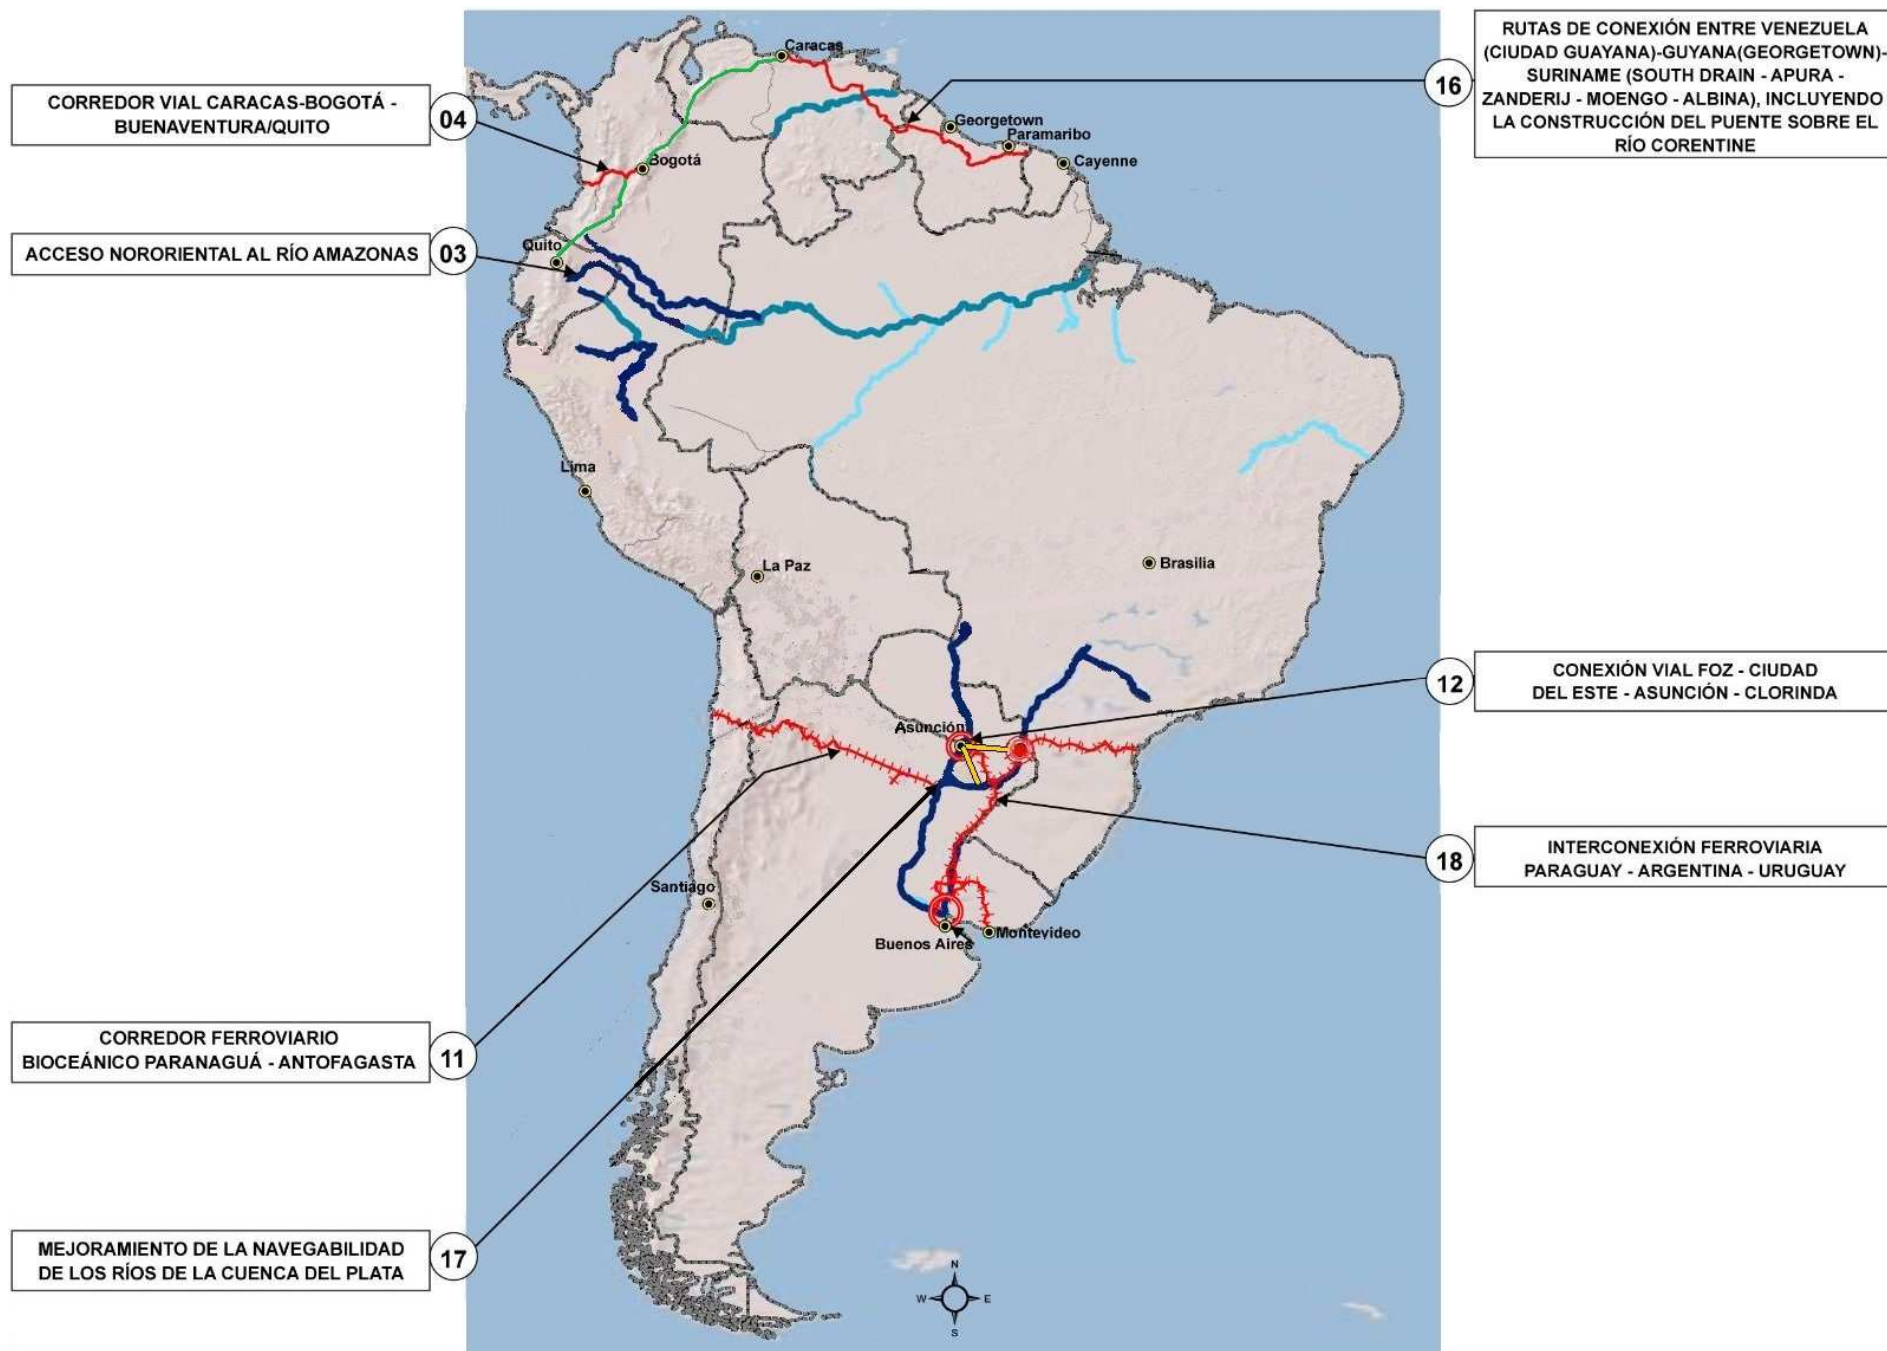 CORREDOR VIAL CARACAS-BOGOTÁ -
BUENAVENTURA/QUITO
04
ACCESO NORORIENTAL AL RÍO AMAZONAS
03
RUTAS DE CONEXIÓN ENTRE VENEZUELA
(CIUDAD GUAYANA)-GUYANA(GEORGETOWN)-
SURINAME (SOUTH DRAIN - APURA -
ZANDERIJ - MOENGO - ALBINA), INCLUYENDO
LA CONSTRUCCIÓN DEL PUENTE SOBRE EL
RÍO CORENTINE
16
Caracas
Georgetown
Paramaribo
Cayenne
Bogotá
Quito
Lima
La Paz
Brasilia
12
CONEXIÓN VIAL FOZ - CIUDAD
DEL ESTE - ASUNCIÓN - CLORINDA
Asunción
18
INTERCONEXIÓN FERROVIARIA
PARAGUAY - ARGENTINA - URUGUAY
Santiago
Buenos Aires
Montevideo
CORREDOR FERROVIARIO
BIOCEÁNICO PARANAGUÁ - ANTOFAGASTA
11
MEJORAMIENTO DE LA NAVEGABILIDAD
DE LOS RÍOS DE LA CUENCA DEL PLATA
17
N
W E
S